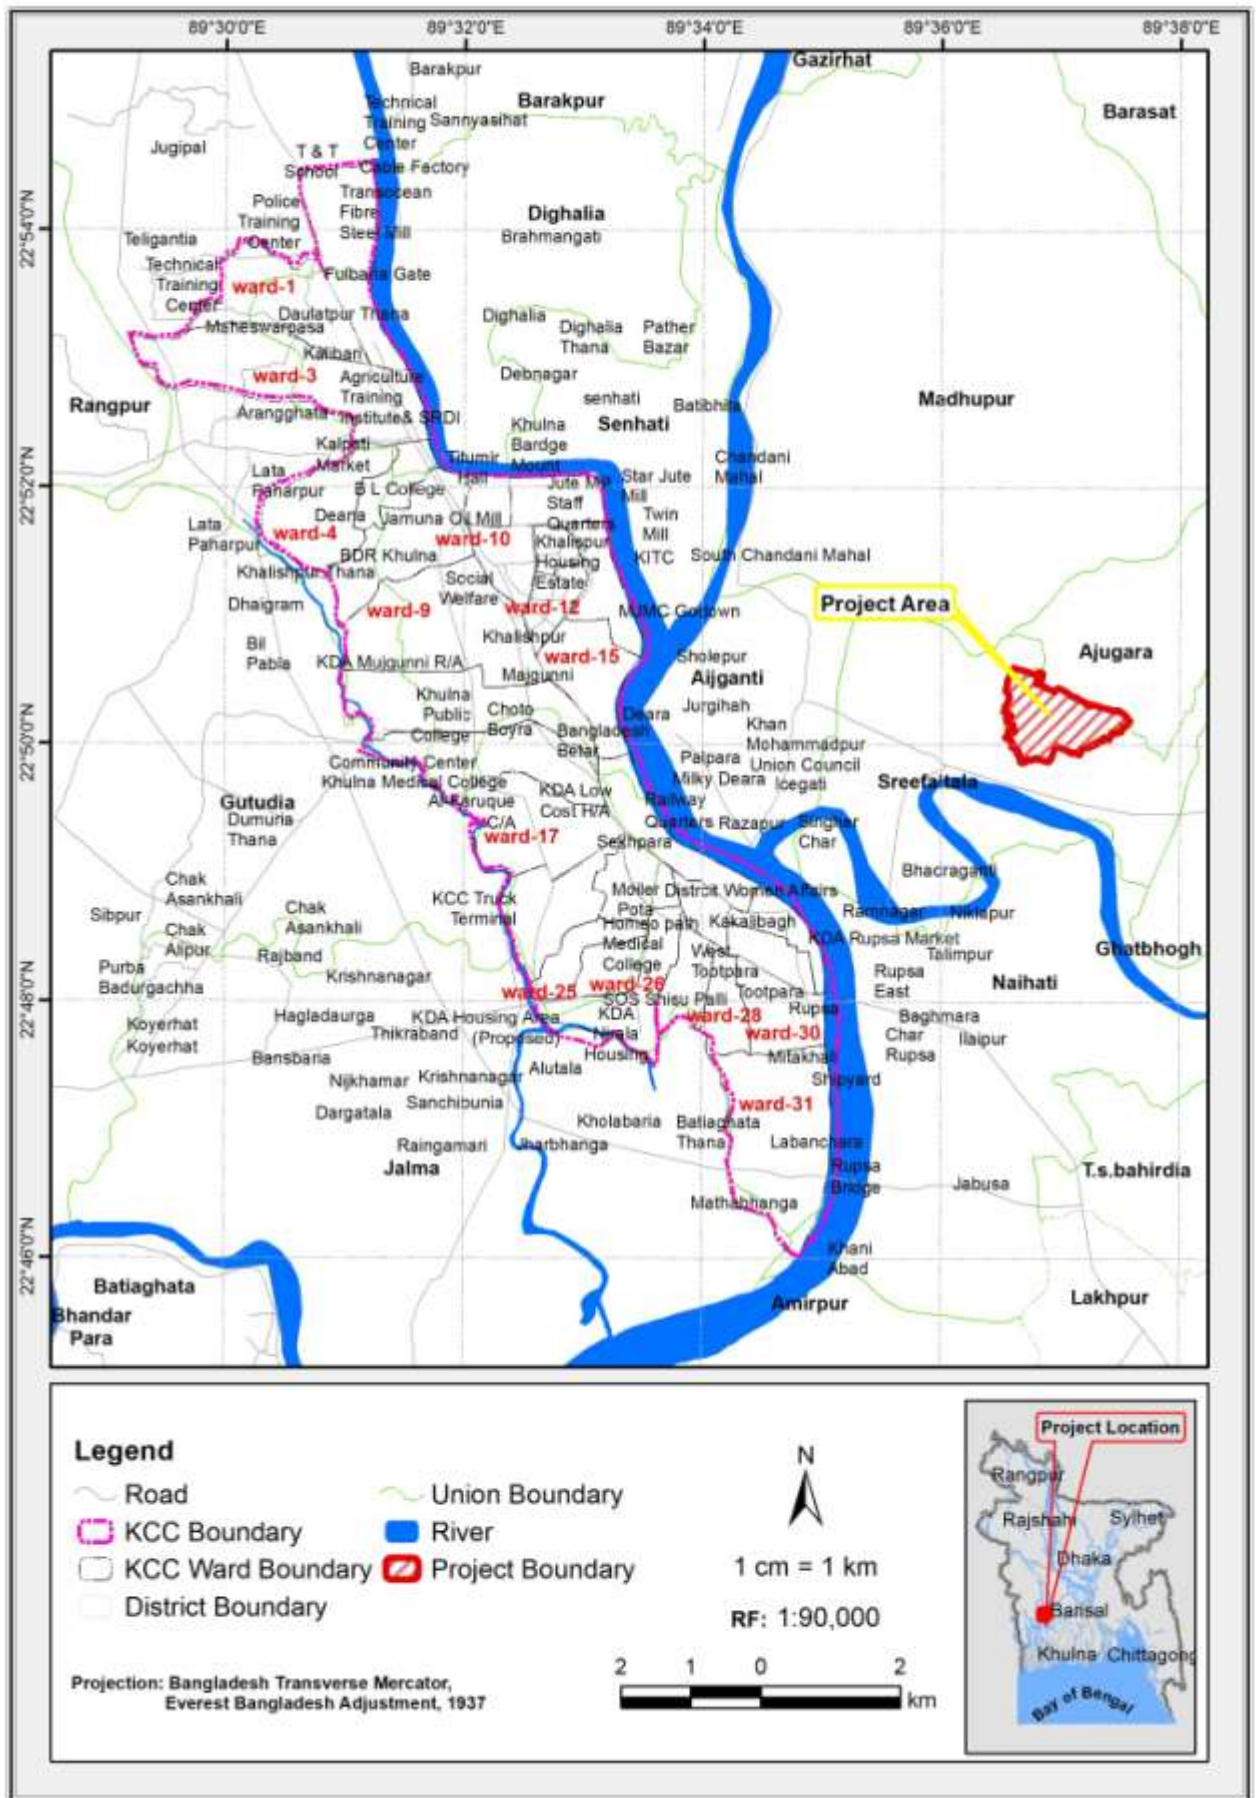 89°30'0"E
89°32'0"E
89°34'0"E
89°36'0"E
89°38'0"E
22°54'0"N
22°52'0"N
22°50'0"N
22°48'0"N
22°46'0"N
Barakpur
Gazirhat
Technical
Training
Center
Barakpur
Sannyasihat
Barasat
Jugipal
T & T
School
Cable Factory
Transocean
Fibre
Steel Mill
Police
Training
Center
Dighalia
Brahmangati
Teligantia
Technical
Training
Center
ward-1
Fulbaria Gate
Daulatpur Thana
Maheswarpasa
Dighalia
Dighalia
Thana
Pather
Bazar
Kalibari
ward-3
Agriculture
Training
Institute& SRDI
Debnagar
senhati
Senhati
Batibhita
Madhupur
Rangpur
Arangghata
Khulna
Bardge
Mount
Kalpati
Market
Titumir
Hall
Chandani
Mahal
Lata
Paharpur
B L College
Jute Mill
Staff
Quarters
Star Jute
Mill
Deana
Jamuna Oil Mill
Twin
Mill
Lata
Paharpur
ward-4
ward-10
Khalispur
Housing
Estate
BDR Khulna
KITC
South Chandani Mahal
Khalishpur Thana
Social
Welfare
Dhaigram
ward-9
ward-12
MJMC Godown
Project Area
Bil
Pabla
Khalishpur
ward-15
Sholepur
Ajugara
KDA Mujgunni R/A
Majgunni
Aijganti
Khulna
Public
College
Choto
Boyra
Deara
Jurgihah
Bangladesh
Betar
Khan
Mohammadpur
Union Council
Palpara
Milky Deara
Icegati
Community Center
Khulna Medical College
Sreefaltala
Gutudia
Dumuria
Thana
Al-Faruque
C/A
KDA Low
Cost H/A
Railway
Quarters
Razapur
Singhar
Char
ward-17
Sekhpara
Bhacraganti
Chak
Asankhali
KCC Truck
Terminal
Moller
Pota
Distrcit Women Affairs
Sibpur
Chak
Asankhali
Homeo path
Medical
College
Kakalibagh
Ramnagar
Niklapur
Chak
Alipur
Rajband
KDA Rupsa Market
Talimpur
Ghatbhogh
Purba
Badurgachha
Krishnanagar
West
Tootpara
Rupsa
East
Naihati
ward-25
ward-26
Tootpara
SOS Shisu Palli
Rupsa
Koyerhat
Koyerhat
Hagladaurga
KDA Housing Area
(Proposed)
KDA
Nirala
Housing
ward-28
Baghmara
Thikraband
ward-30
Char
Rupsa
Ilaipur
Bansbaria
Mitakhali
Nijkhamar
Krishnanagar
Alutala
Shipyard
Dargatala
Sanchibunia
ward-31
Kholabaria
Batiaghata
Thana
Raingamari
Jharbhanga
Labanchara
Jalma
Rupsa
Bridge
T.s.bahirdia
Jabusa
Mathabhanga
Khani
Abad
Batiaghata
Amirpur
Lakhpur
Bhandar
Para
Legend
Road
Union Boundary
KCC Boundary
River
KCC Ward Boundary
Project Boundary
District Boundary
N
1 cm = 1 km
RF: 1:90,000
Projection: Bangladesh Transverse Mercator,
Everest Bangladesh Adjustment, 1937
2 1 0 2
km
Project Location
Rangpur
Rajshahi
Sylhet
Dhaka
Barisal
Khulna
Chittagong
Bay of Bengal